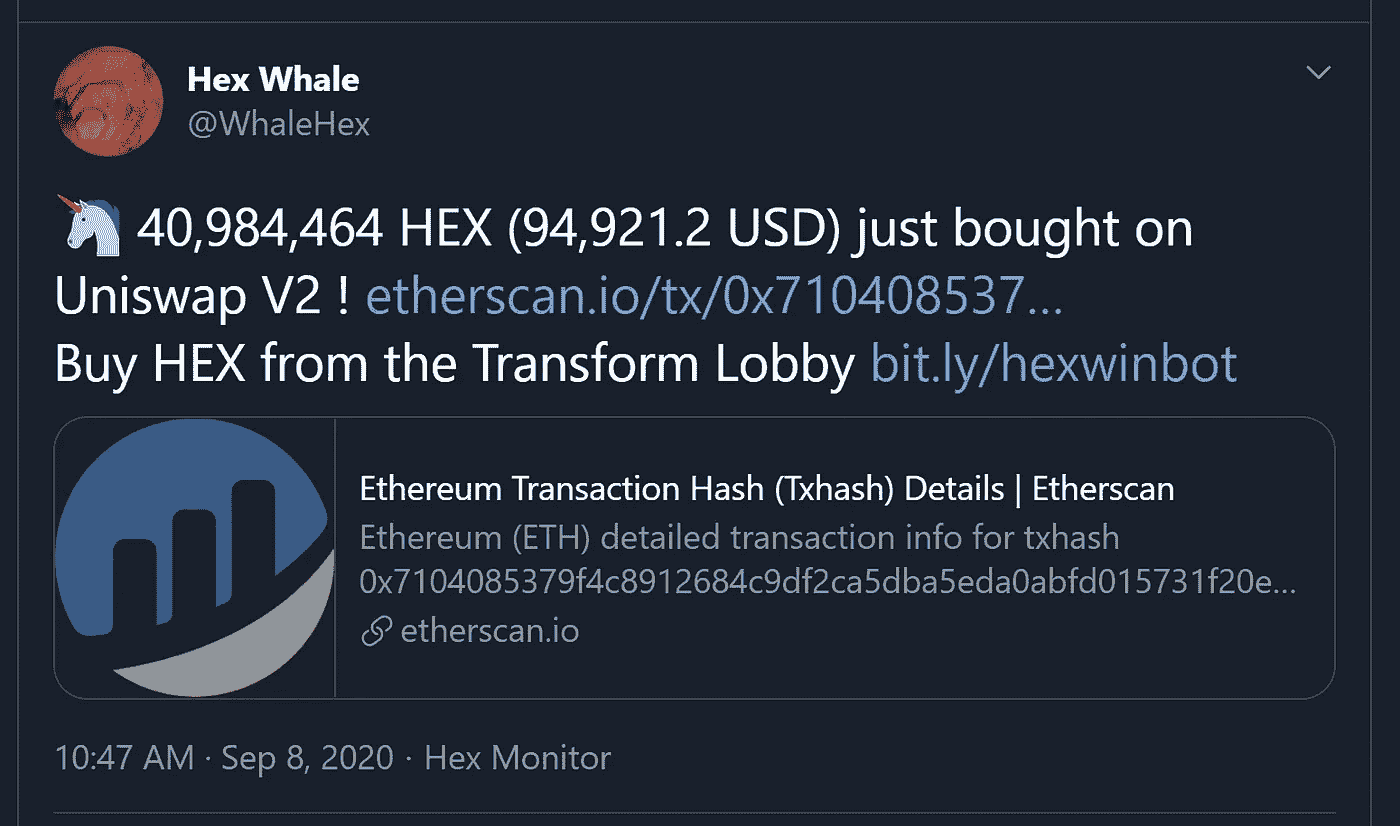 Hex Whale
@WhaleHex
🦄 40,984,464 HEX (94,921.2 USD) just bought on
Uniswap V2 ! etherscan.io/tx/0x710408537...
Buy HEX from the Transform Lobby bit.ly/hexwinbot
Ethereum Transaction Hash (Txhash) Details | Etherscan
Ethereum (ETH) detailed transaction info for txhash
0x7104085379f4c8912684c9df2ca5dba5eda0abfd015731f20e...
etherscan.io
10:47 AM · Sep 8, 2020 · Hex Monitor